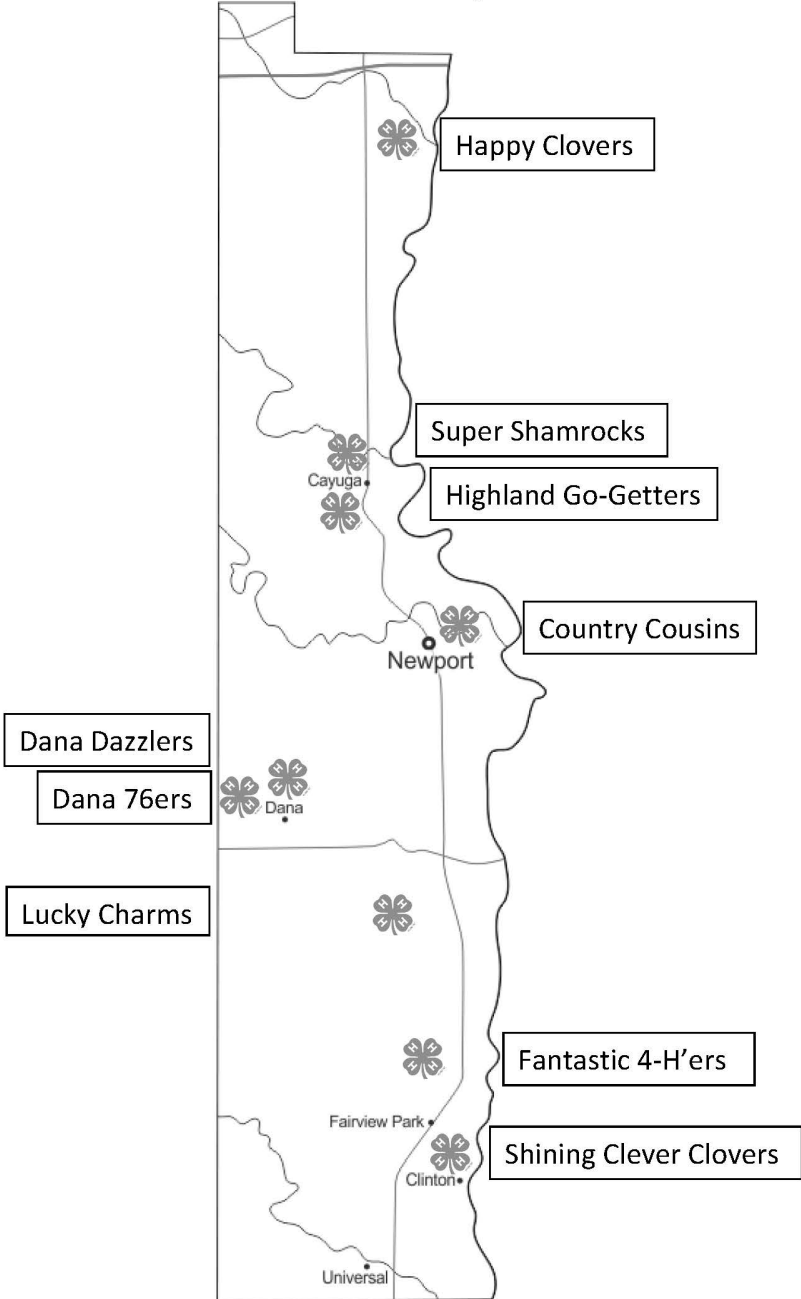 Happy Clovers
Super Shamrocks
Cayuga
Highland Go-Getters
Country Cousins
Newport
Dana Dazzlers
Dana 76ers
Dana
Lucky Charms
Fantastic 4-H’ers
Fairview Park
Shining Clever Clovers
Clinton
Universal